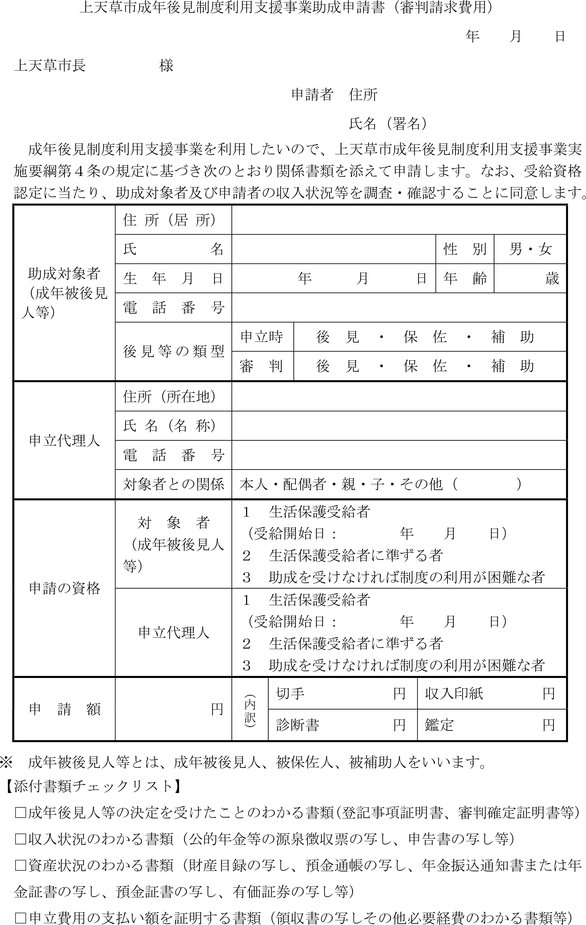 上天草市成年後見制度利用支援事業助成申請書（審判請求費用）
年　　月　　日
上天草市長　　　　　様
申請者　住所
氏名（署名）
成年後見制度利用支援事業を利用したいので、上天草市成年後見制度利用支援事業実
施要綱第４条の規定に基づき次のとおり関係書類を添えて申請します。なお、受給資格
認定に当たり、助成対象者及び申請者の収入状況等を調査・確認することに同意します。
助成対象者
（成年被後見
人等）
住 所（居 所）
氏　　　　　名
性　別　男・女
生　年　月　日　　　　　年　　　月　　　日　年　齢　　　　歳
電　話　番　号
後見等の類型
申立時　後　見　・　保　佐　・　補　助
審　判　後　見　・　保　佐　・　補　助
申立代理人
住所（所在地）
氏 名（名 称）
電　話　番　号
対象者との関係　本人・配偶者・親・子・その他（　　　　）
申請の資格
対　象　者
（成年被後見人
等）
１　生活保護受給者
（受給開始日：　　　　年　　月　　日）
２　生活保護受給者に準ずる者
３　助成を受けなければ制度の利用が困難な者
申立代理人
１　生活保護受給者
（受給開始日：　　　　年　　月　　日）
２　生活保護受給者に準ずる者
３　助成を受けなければ制度の利用が困難な者
申　請　額　　　　　　円
（内訳）
切手　　　　　　円　収入印紙　　　　円
診断書　　　　　円　鑑定　　　　　　円
※　成年被後見人等とは、成年被後見人、被保佐人、被補助人をいいます。
【添付書類チェックリスト】
□成年後見人等の決定を受けたことのわかる書類（登記事項証明書、審判確定証明書等）
□収入状況のわかる書類（公的年金等の源泉徴収票の写し、申告書の写し等）
□資産状況のわかる書類（財産目録の写し、預金通帳の写し、年金振込通知書または年
金証書の写し、預金証書の写し、有価証券の写し等）
□申立費用の支払い額を証明する書類（領収書の写しその他必要経費のわかる書類等）